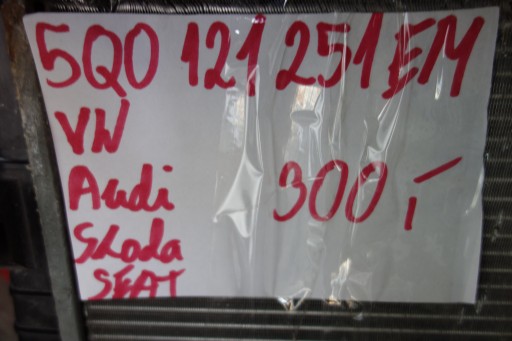 5Q0 121 251 EM
VW
Audi 300,-
Skoda
SEAT